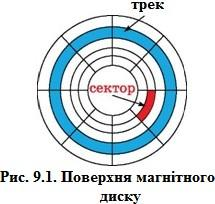 трек
сектор
Рис. 9.1. Поверхня магнітного
диску